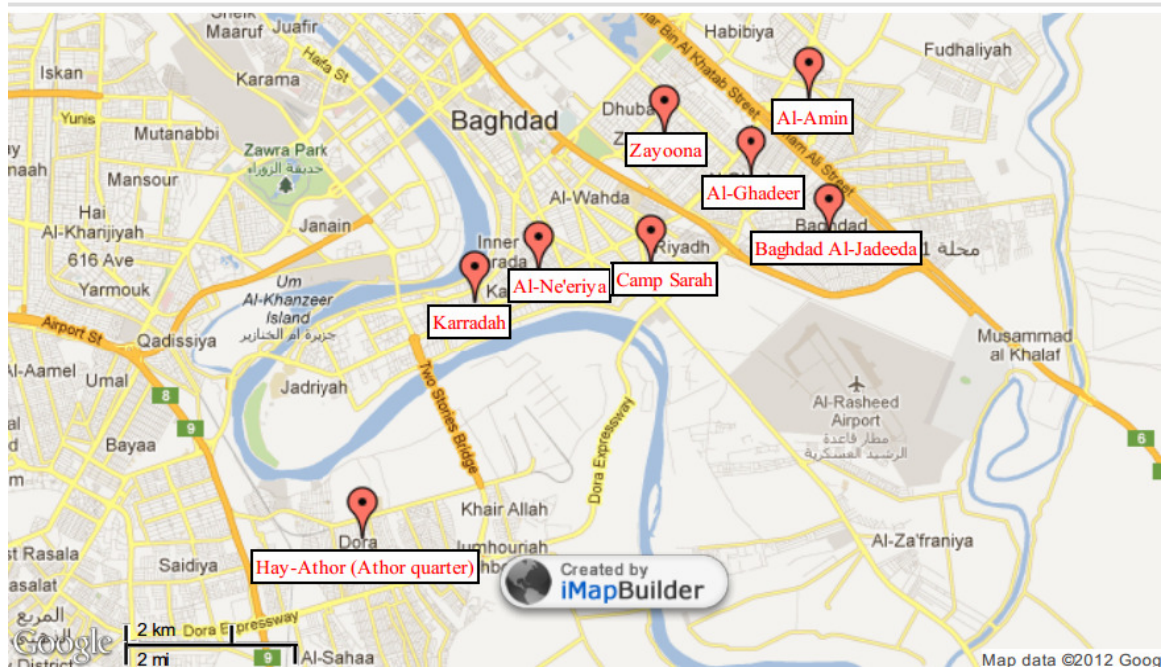 Sheikh
Maaruf
Juafir
Haifa St
Habibiya
Fudhaliyah
Iskan
Karama
Yunis
Mutanabbi
Baghdad
Dhuba
Al-Amin
Zayoona
Zawra Park
حديقة الزوراء
Mansour
Al-Ghadeer
Hai
Al-Kharijiyah
Janain
Al-Wahda
616 Ave
Inner
Riyadh
Baghdad
Baghdad Al-Jadeeda
محلة
Yarmouk
Um
Al-Khanzeer
Island
جزيرة ام الخنازير
Al-Ne'eriya
Camp Sarah
Karradah
Airport St
Qadissiya
Musammad
al Khalaf
Al-Aamel
Umal
Jadriyah
8
9
Two Stories Bridge
Dora Expressway
Al-Rasheed
Airport
مطار قاعدة
الرشيد العسكرية
6
Bayaa
Khair Allah
Dora
Jumhouriah
Al-Za'franiya
Saidiya
Hay-Athor (Athor quarter)
Created by
iMapBuilder
Google
2 km
2 mi
Dora Expressway
9
Al-Sahaa
District
Map data ©2012 Goog